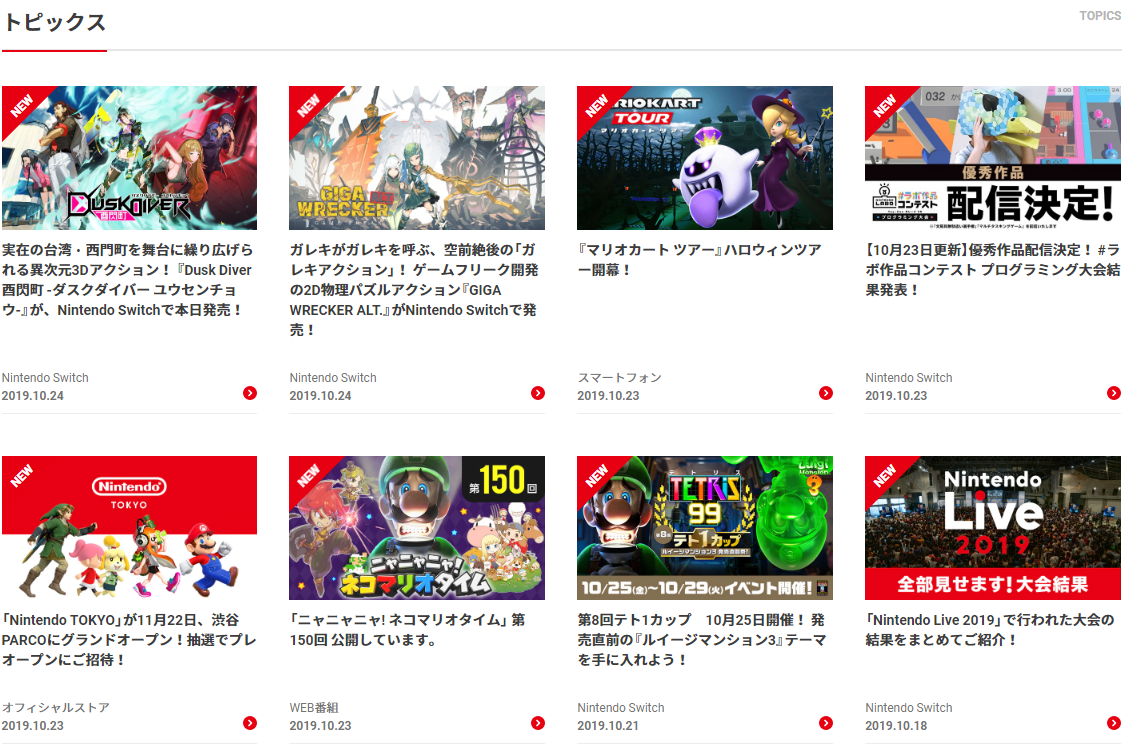 トピックス
TOPICS
NEW
DUSKDIVER
酉閃町
NEW
GIGA
WRECKER
NEW
RIOKART
TOUR
マリオカート ツアー
NEW
032
3:00
24
優秀作品
LABO
#ラボ作品
コンテスト
プログラミング大会
配信決定!
実在の台湾・西門町を舞台に繰り広げら
れる異次元3Dアクション！『Dusk Diver
酉閃町 -ダスクダイバー ユウセンチョ
ウ-』が、Nintendo Switchで本日発売！
ガレキがガレキを呼ぶ、空前絶後の「ガ
レキアクション」！ ゲームフリーク開発
の2D物理パズルアクション『GIGA
WRECKER ALT.』がNintendo Switchで発
売！
『マリオカート ツアー』ハロウィンツア
ー開幕！
【10月23日更新】優秀作品配信決定！ #ラ
ボ作品コンテスト プログラミング大会結
果発表！
Nintendo Switch
2019.10.24
Nintendo Switch
2019.10.24
スマートフォン
2019.10.23
Nintendo Switch
2019.10.23
NEW
Nintendo
TOKYO
NEW
第150回
ニャニャニャ!
ネコマリオタイム
NEW
Luigi
Mansion
テトリス
TETRIS
99
第8回
テト1カップ
ルイージマンション3 発売直前祭!
10/25(金)～10/29(火)イベント開催!
NEW
Nintendo
Live
2019
全部見せます! 大会結果
「Nintendo TOKYO」が11月22日、渋谷
PARCOにグランドオープン！抽選でプレ
オープンにご招待！
「ニャニャニャ! ネコマリオタイム」 第
150回 公開しています。
第8回テト1カップ　10月25日開催！ 発
売直前の『ルイージマンション3』テーマ
を手に入れよう！
「Nintendo Live 2019」で行われた大会の
結果をまとめてご紹介！
オフィシャルストア
2019.10.23
WEB番組
2019.10.23
Nintendo Switch
2019.10.21
Nintendo Switch
2019.10.18